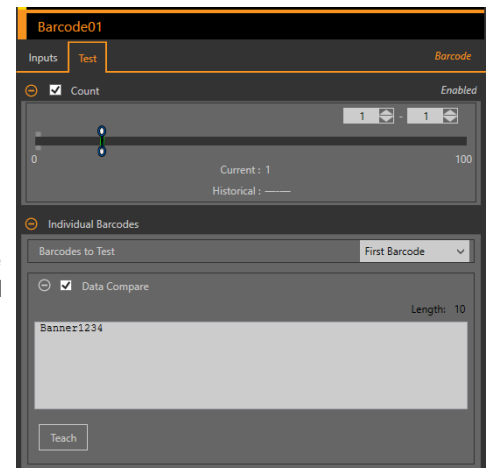 Barcode01
Inputs Test Barcode
Count Enabled
1 - 1
0 100
Current : 1
Historical : -----
Individual Barcodes
Barcodes to Test First Barcode
Data Compare
Length: 10
Banner1234
Teach